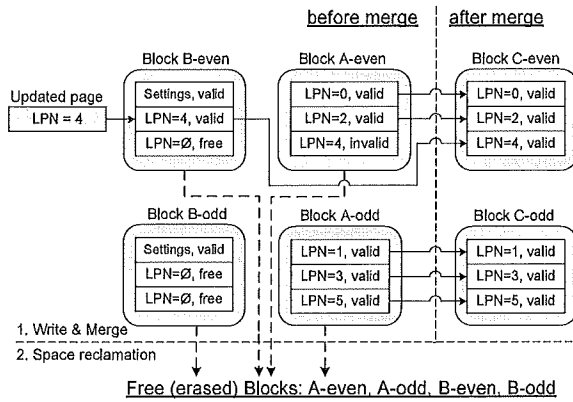 before merge
after merge
Block B-even
Block A-even
Block C-even
Updated page
LPN = 4
Settings, valid
LPN=4, valid
LPN=Ø, free
LPN=0, valid
LPN=2, valid
LPN=4, invalid
LPN=0, valid
LPN=2, valid
LPN=4, valid
Block B-odd
Block A-odd
Block C-odd
Settings, valid
LPN=Ø, free
LPN=Ø, free
LPN=1, valid
LPN=3, valid
LPN=5, valid
LPN=1, valid
LPN=3, valid
LPN=5, valid
1. Write & Merge
2. Space reclamation
Free (erased) Blocks: A-even, A-odd, B-even, B-odd